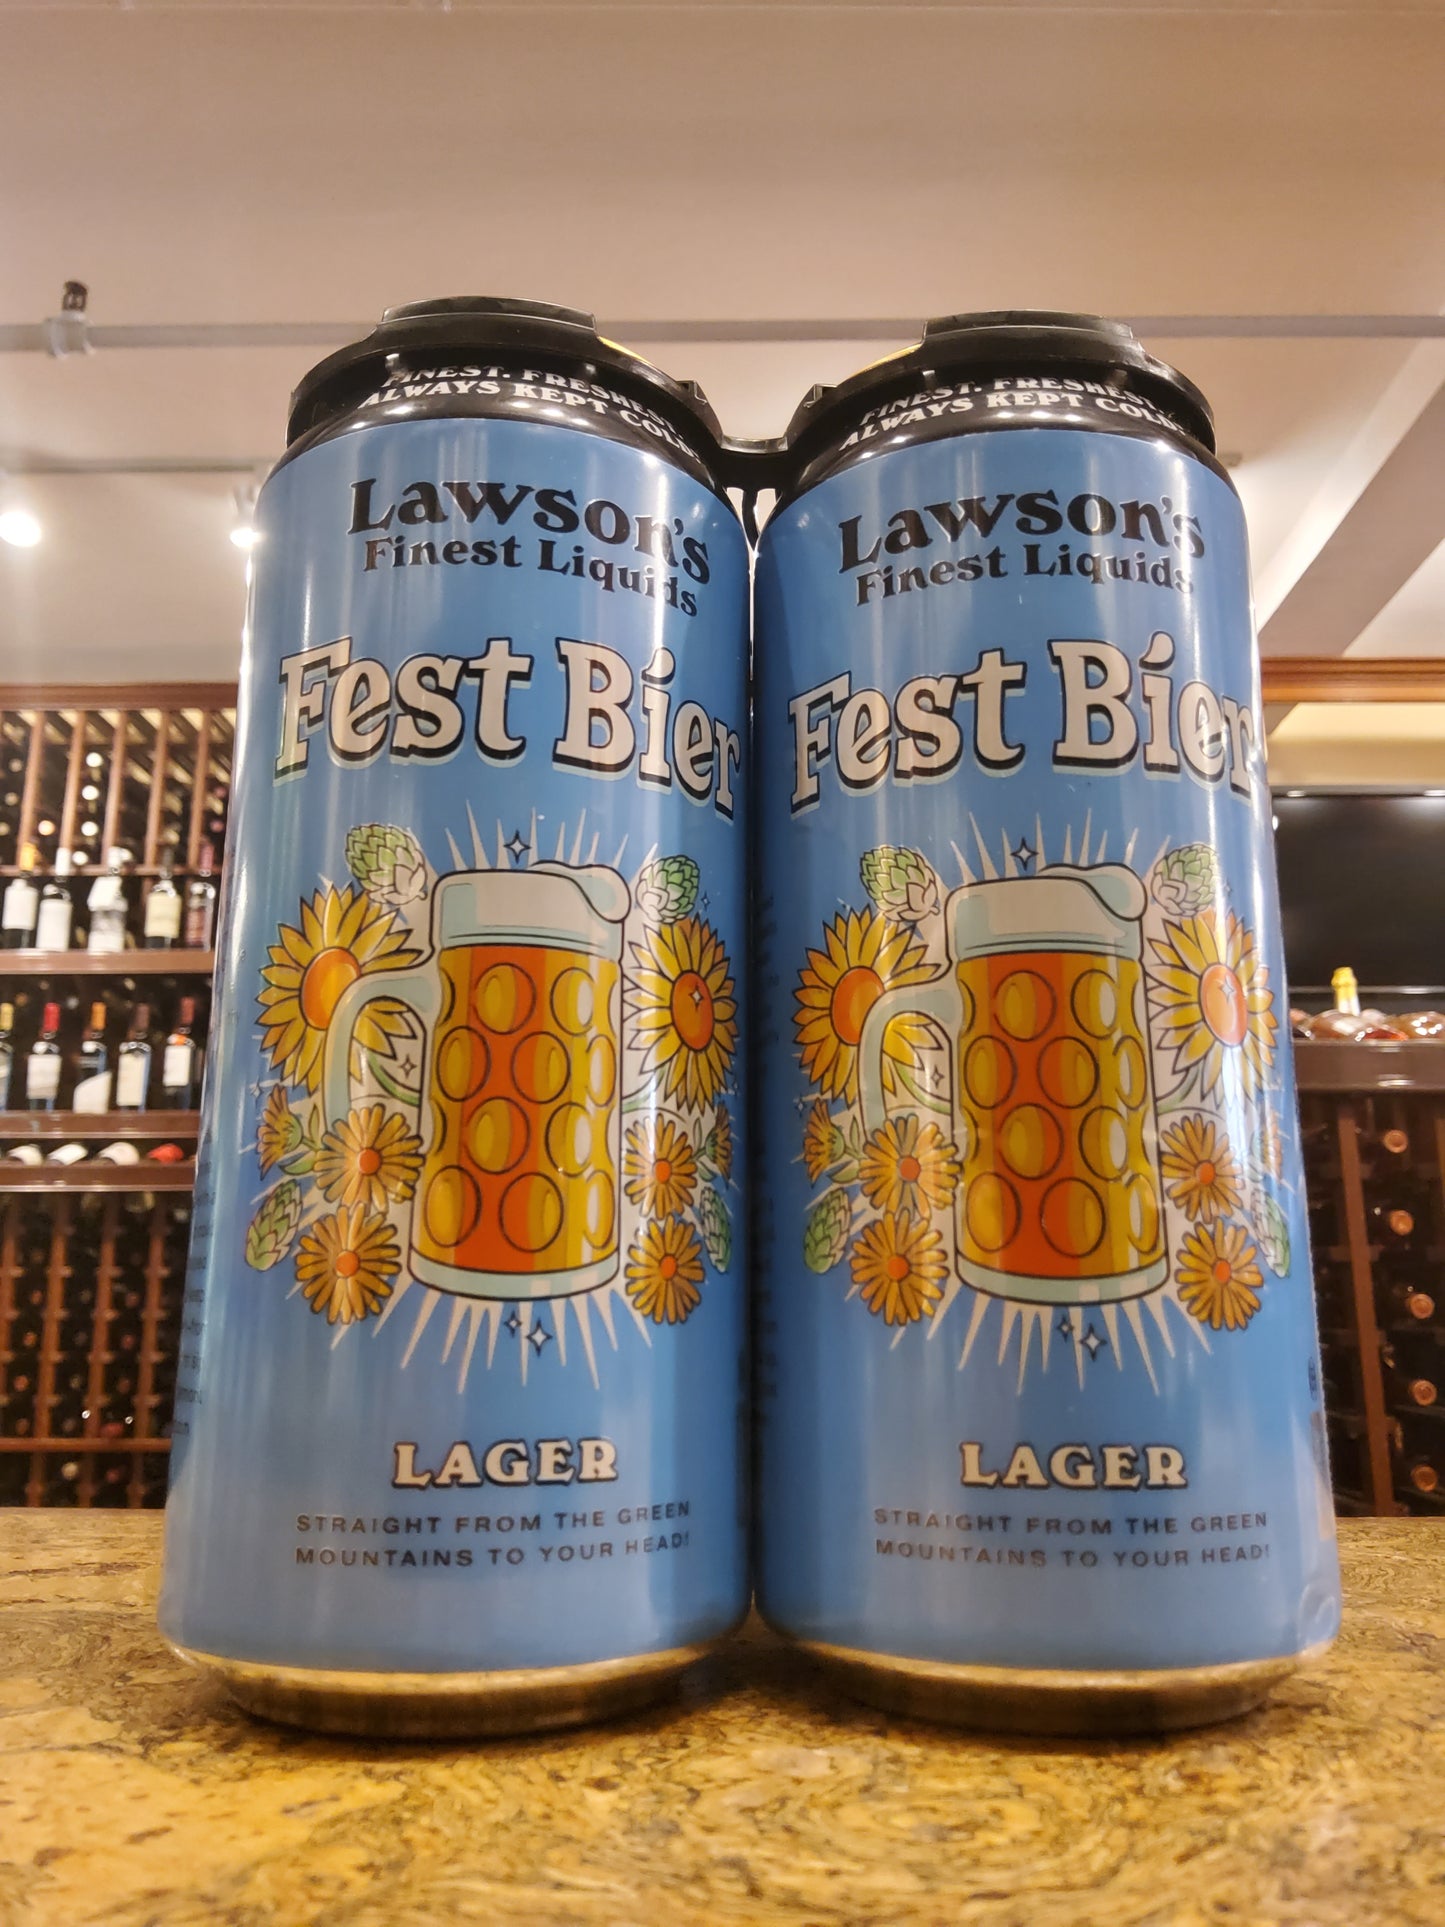 FINEST. FRESHEST.
ALWAYS KEPT COLD.
Lawson's
Finest Liquids
Fest Bier
LAGER
STRAIGHT FROM THE GREEN
MOUNTAINS TO YOUR HEAD!
FINEST. FRESHEST.
ALWAYS KEPT COLD.
Lawson's
Finest Liquids
Fest Bier
LAGER
STRAIGHT FROM THE GREEN
MOUNTAINS TO YOUR HEAD!